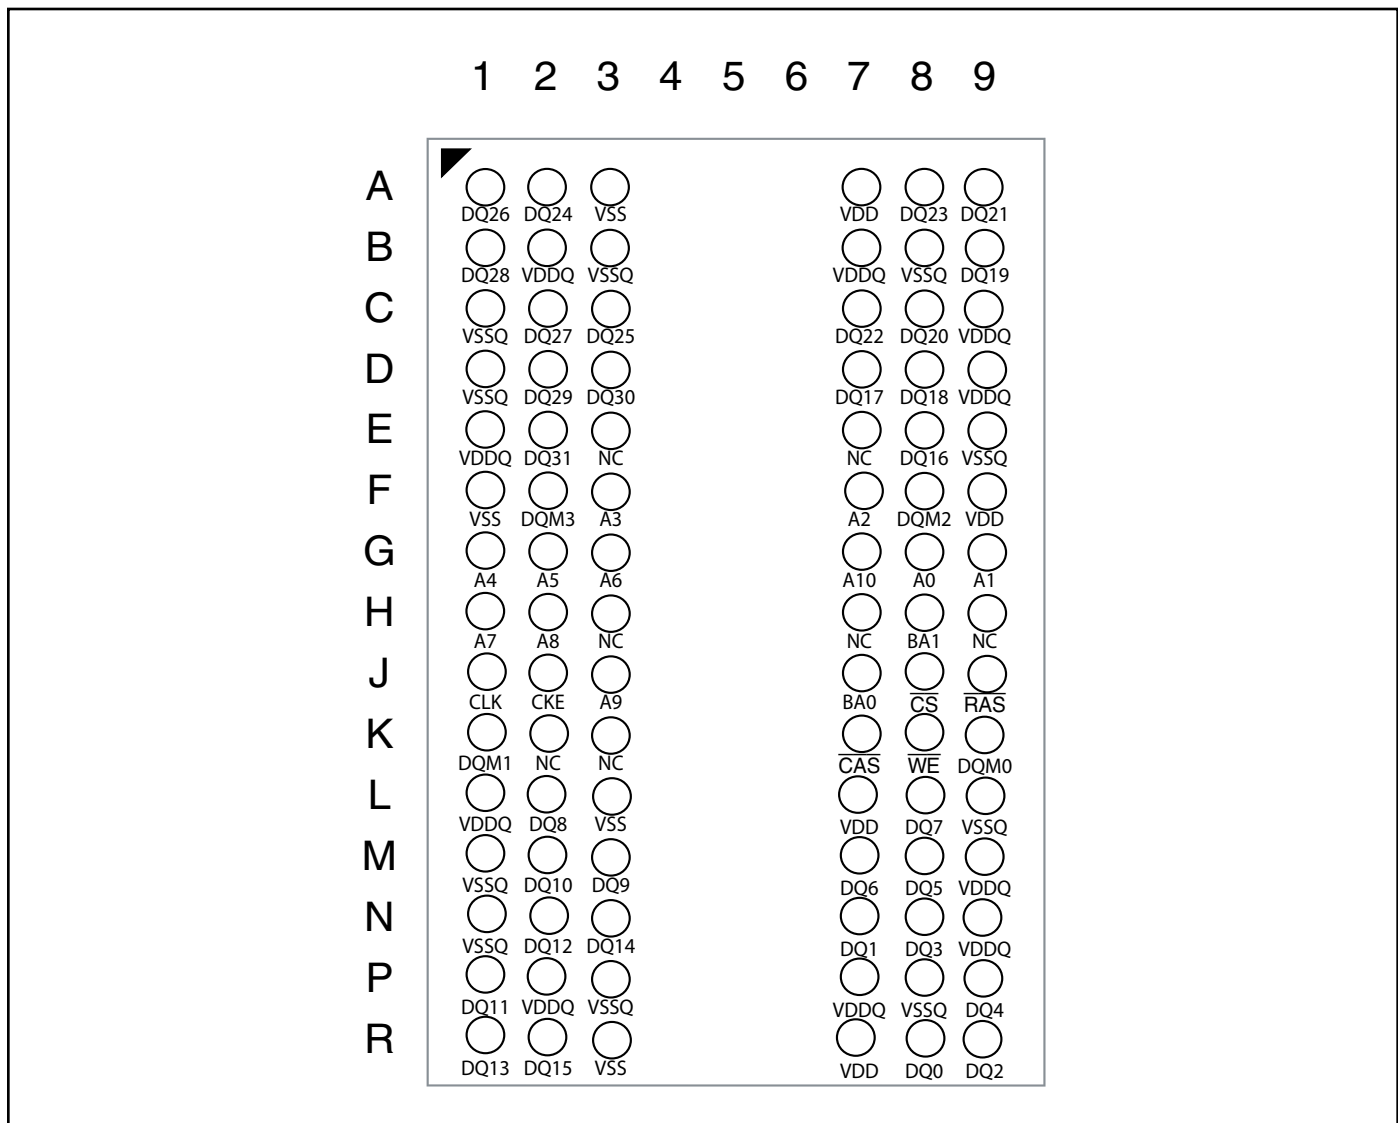 1 2 3 4 5 6 7 8 9
A
DQ26 DQ24 VSS VDD DQ23 DQ21
B
DQ28 VDDQ VSSQ VDDQ VSSQ DQ19
C
VSSQ DQ27 DQ25 DQ22 DQ20 VDDQ
D
VSSQ DQ29 DQ30 DQ17 DQ18 VDDQ
E
VDDQ DQ31 NC NC DQ16 VSSQ
F
VSS DQM3 A3 A2 DQM2 VDD
G
A4 A5 A6 A10 A0 A1
H
A7 A8 NC NC BA1 NC
J
CLK CKE A9 BA0 C̅S̅ R̅A̅S̅
K
DQM1 NC NC C̅A̅S̅ W̅E̅ DQM0
L
VDDQ DQ8 VSS VDD DQ7 VSSQ
M
VSSQ DQ10 DQ9 DQ6 DQ5 VDDQ
N
VSSQ DQ12 DQ14 DQ1 DQ3 VDDQ
P
DQ11 VDDQ VSSQ VDDQ VSSQ DQ4
R
DQ13 DQ15 VSS VDD DQ0 DQ2